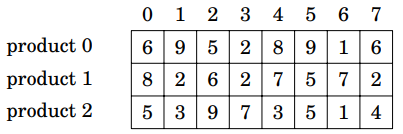 0 1 2 3 4 5 6 7
product 0 6 9 5 2 8 9 1 6
product 1 8 2 6 2 7 5 7 2
product 2 5 3 9 7 3 5 1 4